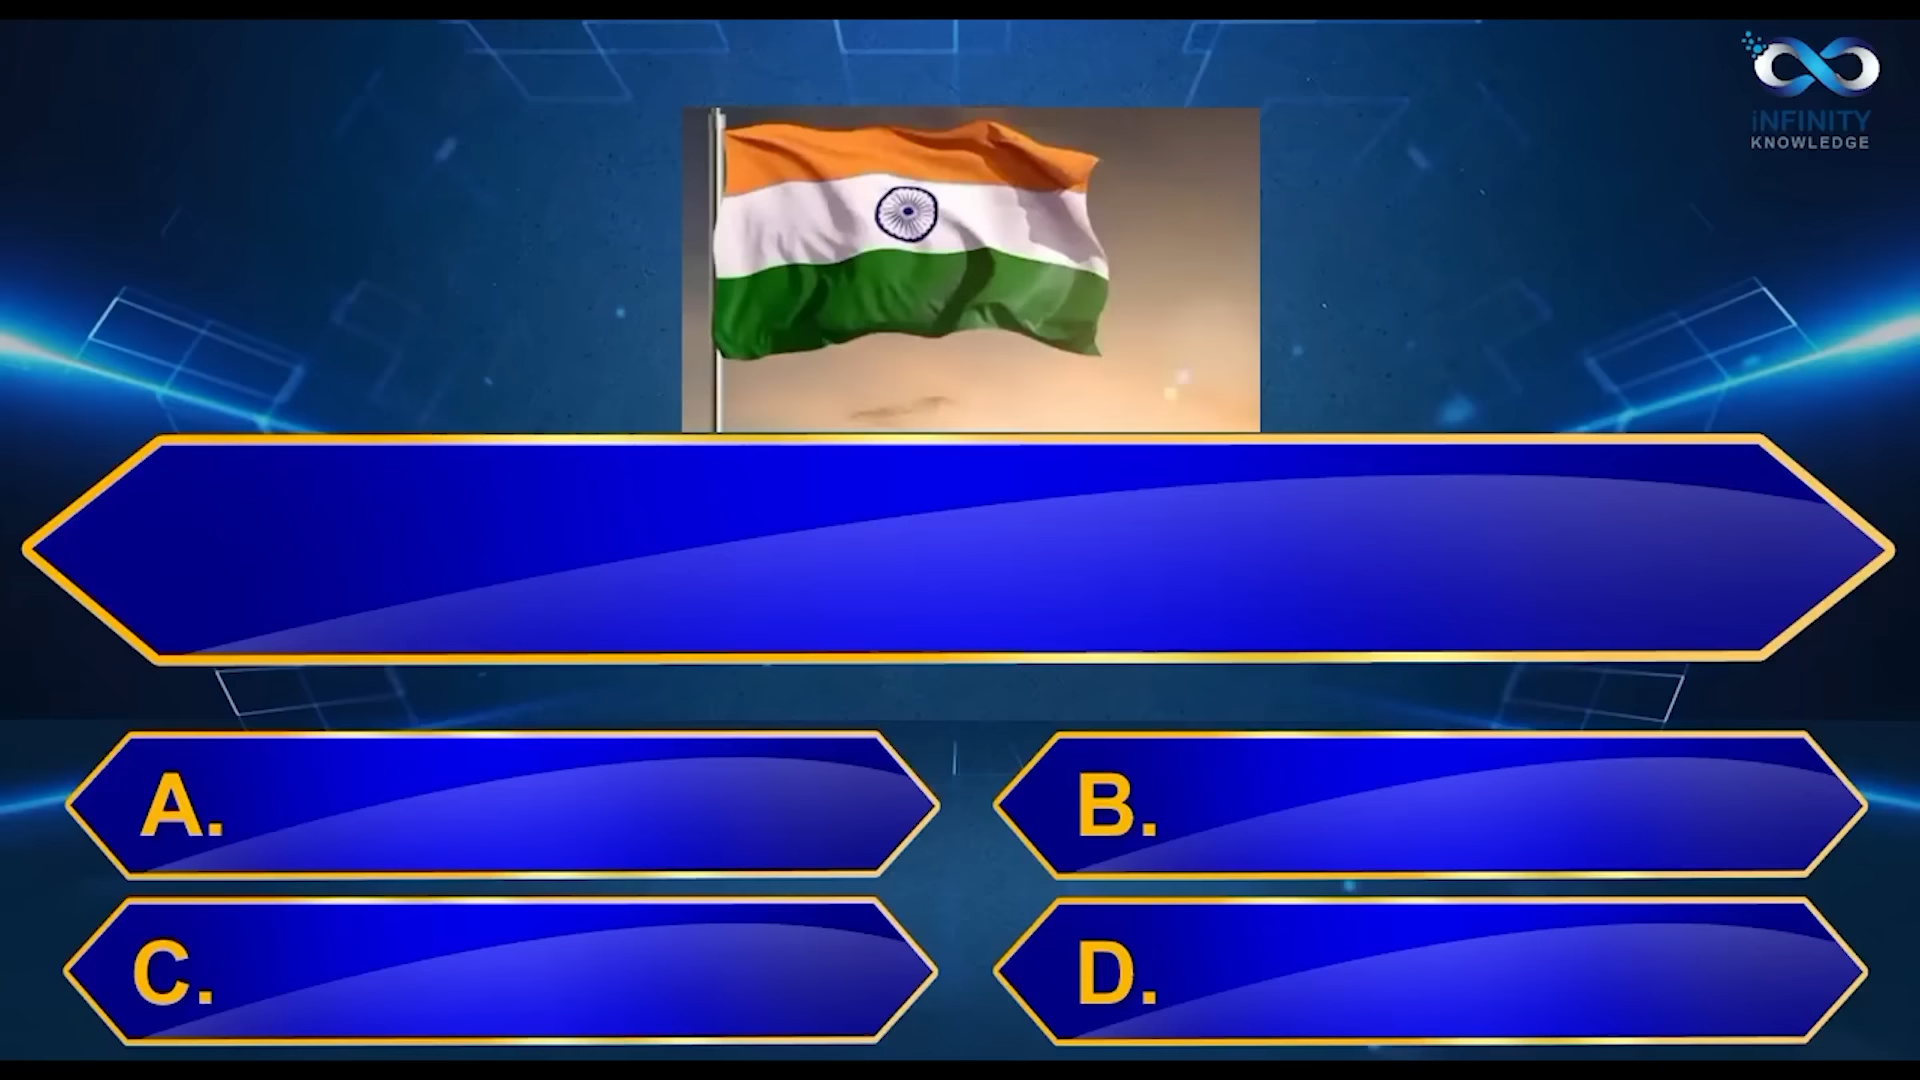 iNFINITY
KNOWLEDGE
A.
B.
C.
D.